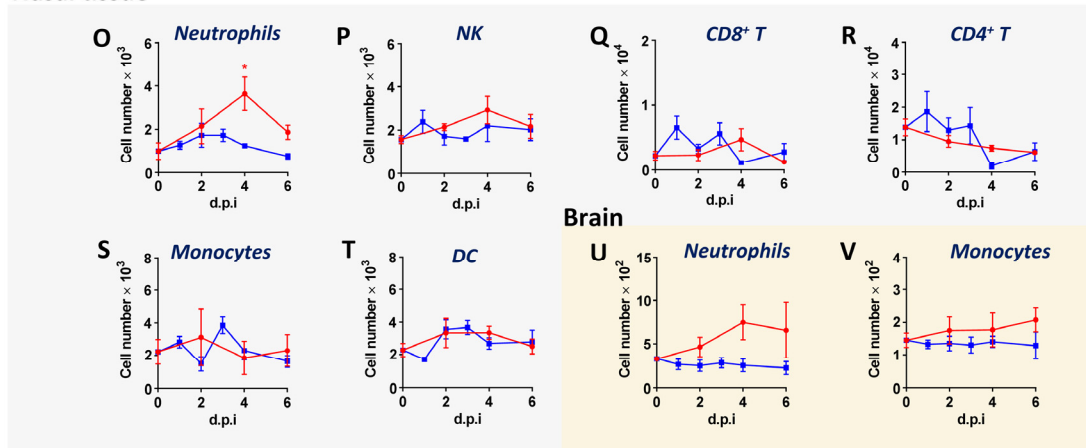 O Neutrophils
Cell number × 10³
6
4
2
0
*
0 2 4 6
d.p.i
P NK
Cell number × 10³
6
4
2
0
0 2 4 6
d.p.i
Q CD8⁺ T
Cell number × 10⁴
2
1
0
0 2 4 6
d.p.i
R CD4⁺ T
Cell number × 10⁴
4
3
2
1
0
0 2 4 6
d.p.i
Brain
S Monocytes
Cell number × 10³
8
6
4
2
0
0 2 4 6
d.p.i
T DC
Cell number × 10³
8
6
4
2
0
0 2 4 6
d.p.i
U Neutrophils
Cell number × 10²
15
10
5
0
0 2 4 6
d.p.i
V Monocytes
Cell number × 10²
4
3
2
1
0
0 2 4 6
d.p.i